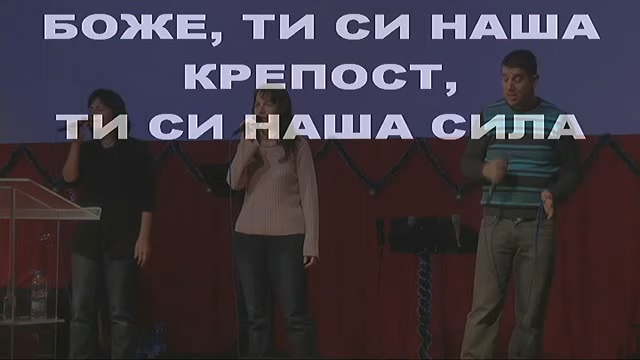 БОЖЕ, ТИ СИ НАША
КРЕПОСТ,
ТИ СИ НАША СИЛА